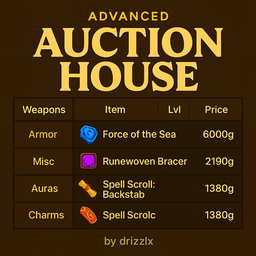 ADVANCED
AUCTION
HOUSE
Weapons Item Lvl Price
Armor Force of the Sea 6000g
Misc Runewoven Bracer 2190g
Auras Spell Scroll:
Backstab 1380g
Charms Spell Scrolc 1380g
by drizzlx